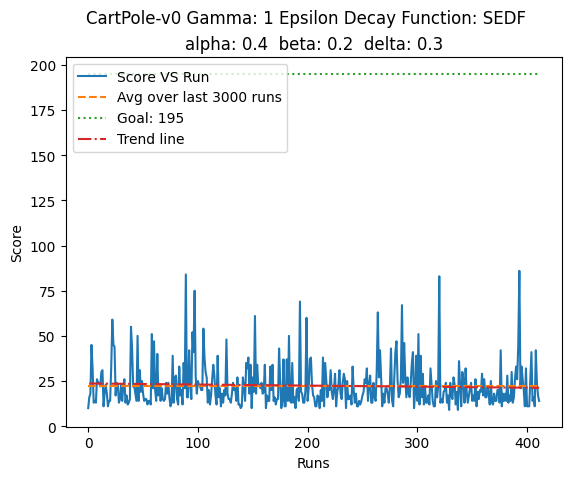 CartPole-v0 Gamma: 1 Epsilon Decay Function: SEDF
alpha: 0.4 beta: 0.2 delta: 0.3
Score VS Run
Avg over last 3000 runs
Goal: 195
Trend line
200
175
150
125
100
75
50
25
0
Score
0 100 200 300 400
Runs